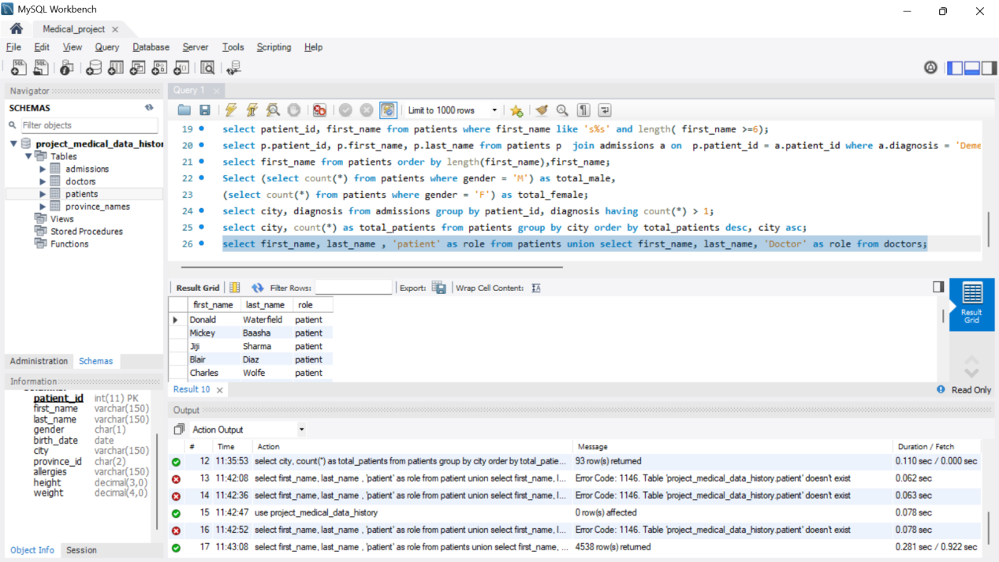 MySQL Workbench
Medical_project
File Edit View Query Database Server Tools Scripting Help
Navigator
SCHEMAS
Filter objects
project_medical_data_histor
Tables
admissions
doctors
patients
province_names
Views
Stored Procedures
Functions
Administration Schemas
Information
patient_id int(11) PK
first_name varchar(150)
last_name varchar(150)
gender char(1)
birth_date date
city varchar(150)
province_id char(2)
allergies varchar(150)
height decimal(3,0)
weight decimal(4,0)
Object Info Session
Query 1
Limit to 1000 rows
19 select patient_id, first_name from patients where first_name like 's%s' and length( first_name >=6);
20 select p.patient_id, p.first_name, p.last_name from patients p join admissions a on p.patient_id = a.patient_id where a.diagnosis = 'Deme
21 select first_name from patients order by length(first_name),first_name;
22 Select (select count(*) from patients where gender = 'M') as total_male,
23 (select count(*) from patients where gender = 'F') as total_female;
24 select city, diagnosis from admissions group by patient_id, diagnosis having count(*) > 1;
25 select city, count(*) as total_patients from patients group by city order by total_patients desc, city asc;
26 select first_name, last_name , 'patient' as role from patients union select first_name, last_name, 'Doctor' as role from doctors;
Result Grid Filter Rows: Export: Wrap Cell Content:
first_name last_name role
Donald Waterfield patient
Mickey Baasha patient
Jiji Sharma patient
Blair Diaz patient
Charles Wolfe patient
Result Grid
Result 10 Read Only
Output
Action Output
# Time Action Message Duration / Fetch
12 11:35:53 select city, count(*) as total_patients from patients group by city order by total_patie... 93 row(s) returned 0.110 sec / 0.000 sec
13 11:42:08 select first_name, last_name , 'patient' as role from patient union select first_name, l... Error Code: 1146. Table 'project_medical_data_history.patient' doesn't exist 0.062 sec
14 11:42:36 select first_name, last_name , 'patient' as role from patient union select first_name, l... Error Code: 1146. Table 'project_medical_data_history.patient' doesn't exist 0.063 sec
15 11:42:47 use project_medical_data_history 0 row(s) affected 0.078 sec
16 11:42:52 select first_name, last_name , 'patient' as role from patient union select first_name, l... Error Code: 1146. Table 'project_medical_data_history.patient' doesn't exist 0.078 sec
17 11:43:08 select first_name, last_name , 'patient' as role from patients union select first_name, ... 4538 row(s) returned 0.281 sec / 0.922 sec